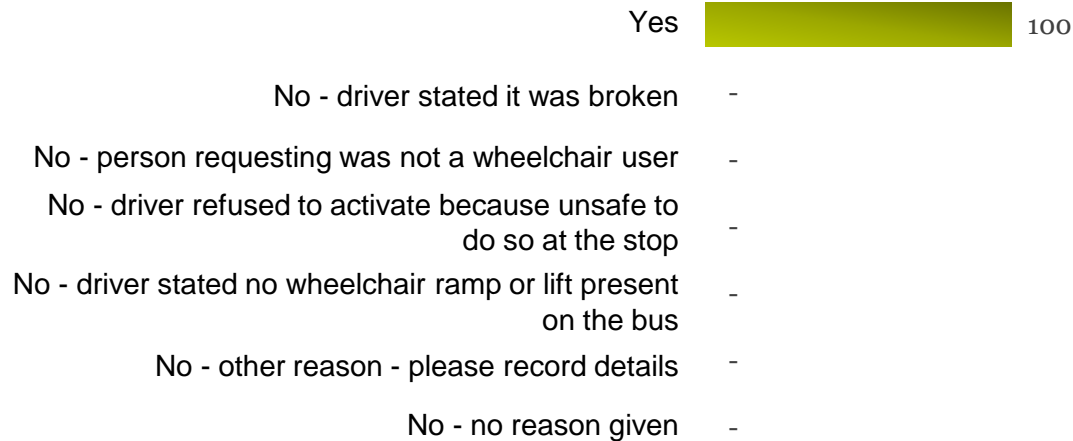 Yes 100
No - driver stated it was broken -
No - person requesting was not a wheelchair user -
No - driver refused to activate because unsafe to
do so at the stop -
No - driver stated no wheelchair ramp or lift present
on the bus -
No - other reason - please record details -
No - no reason given -